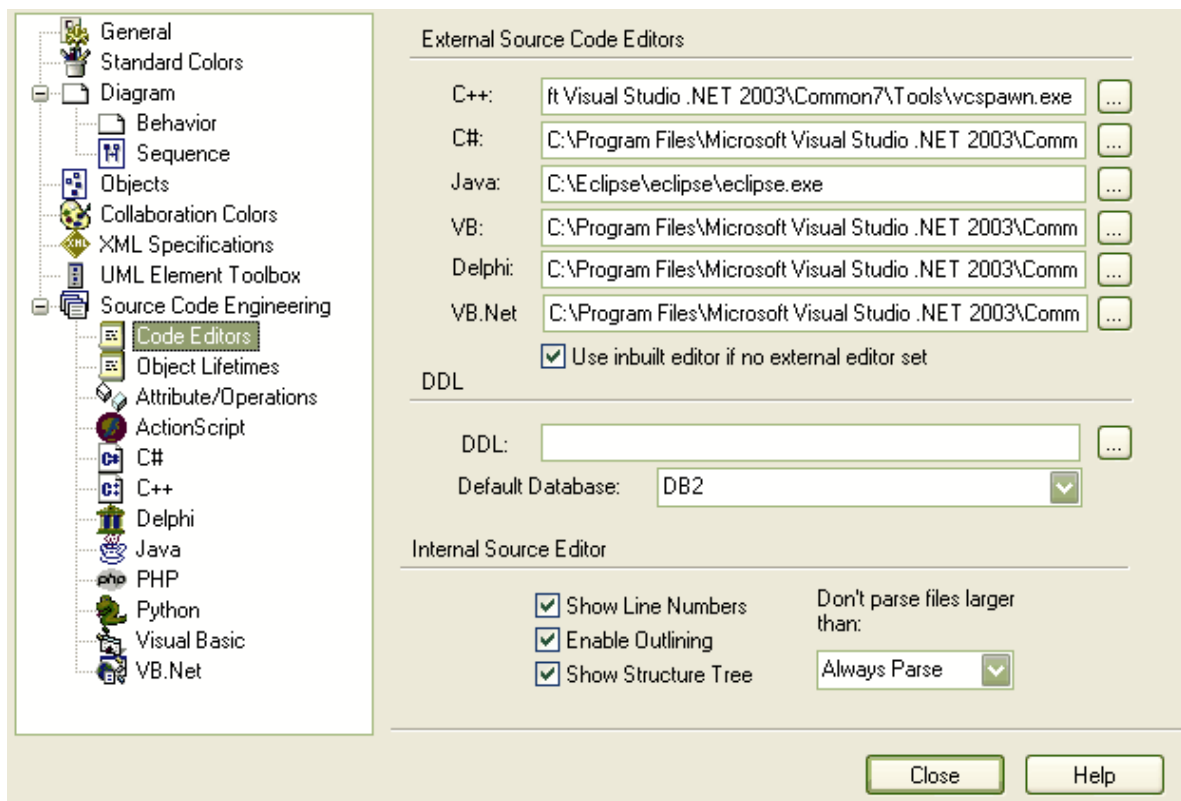 General
Standard Colors
Diagram
Behavior
Sequence
Objects
Collaboration Colors
XML Specifications
UML Element Toolbox
Source Code Engineering
Code Editors
Object Lifetimes
Attribute/Operations
ActionScript
C#
C++
Delphi
Java
php PHP
Python
Visual Basic
VB.Net
External Source Code Editors
C++: ft Visual Studio .NET 2003\Common7\Tools\vcspawn.exe ...
C#: C:\Program Files\Microsoft Visual Studio .NET 2003\Comm ...
Java: C:\Eclipse\eclipse\eclipse.exe ...
VB: C:\Program Files\Microsoft Visual Studio .NET 2003\Comm ...
Delphi: C:\Program Files\Microsoft Visual Studio .NET 2003\Comm ...
VB.Net C:\Program Files\Microsoft Visual Studio .NET 2003\Comm ...
Use inbuilt editor if no external editor set
DDL
DDL: ...
Default Database: DB2
Internal Source Editor
Show Line Numbers
Enable Outlining
Show Structure Tree
Don't parse files larger
than:
Always Parse
Close Help